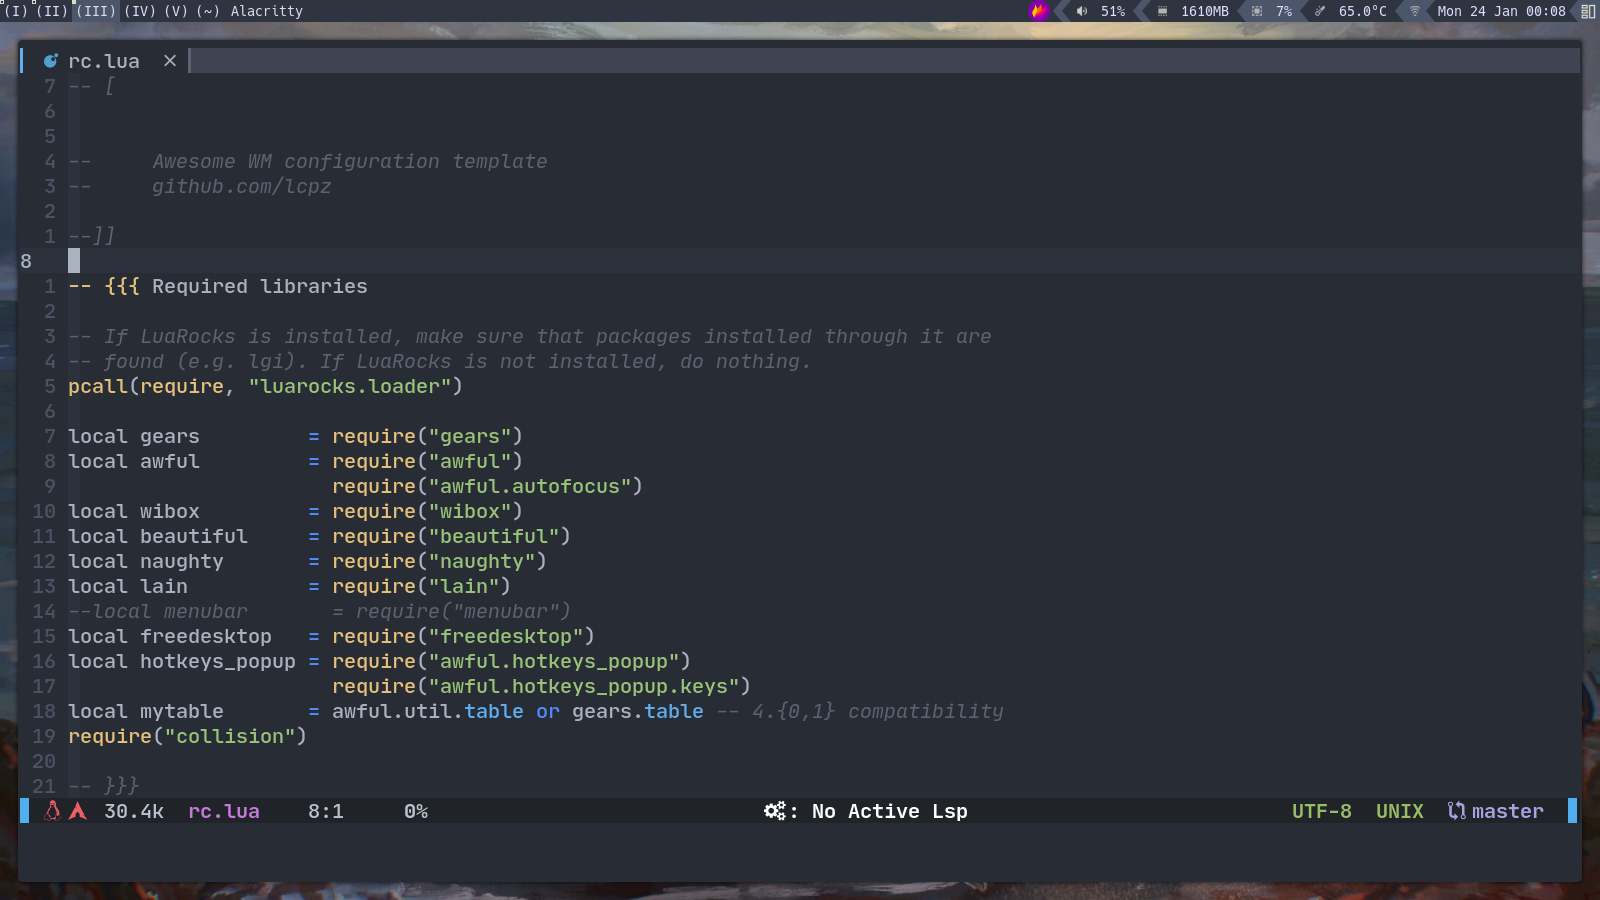 (I) (II) (III) (IV) (V) (~) Alacritty 51% 1610MB 7% 65.0°C Mon 24 Jan 00:08
rc.lua ×
7 -- [
6
5
4 --     Awesome WM configuration template
3 --     github.com/lcpz
2
1 --]]
8
1 -- {{{ Required libraries
2
3 -- If LuaRocks is installed, make sure that packages installed through it are
4 -- found (e.g. lgi). If LuaRocks is not installed, do nothing.
5 pcall(require, "luarocks.loader")
6
7 local gears         = require("gears")
8 local awful         = require("awful")
9                       require("awful.autofocus")
10 local wibox         = require("wibox")
11 local beautiful     = require("beautiful")
12 local naughty       = require("naughty")
13 local lain          = require("lain")
14 --local menubar       = require("menubar")
15 local freedesktop   = require("freedesktop")
16 local hotkeys_popup = require("awful.hotkeys_popup")
17                       require("awful.hotkeys_popup.keys")
18 local mytable       = awful.util.table or gears.table -- 4.{0,1} compatibility
19 require("collision")
20
21 -- }}}
30.4k rc.lua 8:1 0% : No Active Lsp UTF-8 UNIX master